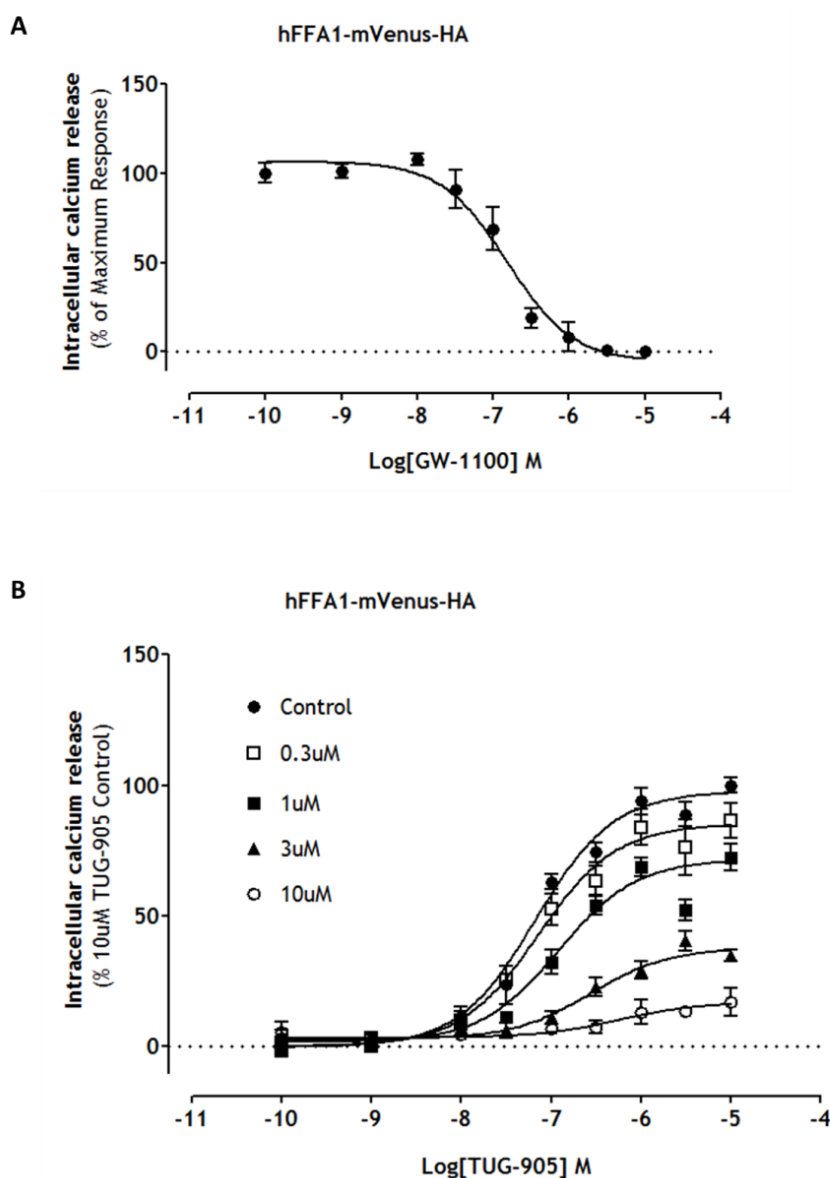 A
hFFA1-mVenus-HA
Intracellular calcium release
(% of Maximum Response)
150
100
50
0
-11 -10 -9 -8 -7 -6 -5 -4
Log[GW-1100] M
B
hFFA1-mVenus-HA
Intracellular calcium release
(% 10uM TUG-905 Control)
150
100
50
0
Control
0.3uM
1uM
3uM
10uM
-11 -10 -9 -8 -7 -6 -5 -4
Log[TUG-905] M